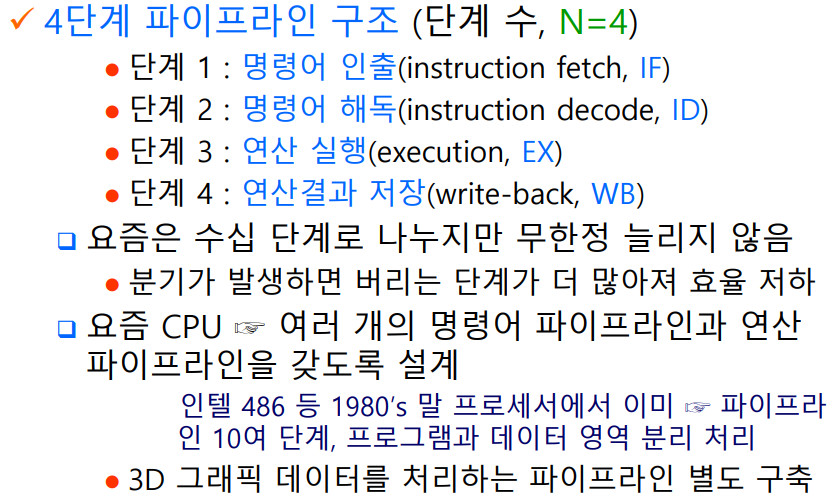 ✓ 4단계 파이프라인 구조 (단계 수, N=4)
● 단계 1 : 명령어 인출(instruction fetch, IF)
● 단계 2 : 명령어 해독(instruction decode, ID)
● 단계 3 : 연산 실행(execution, EX)
● 단계 4 : 연산결과 저장(write-back, WB)
❑ 요즘은 수십 단계로 나누지만 무한정 늘리지 않음
● 분기가 발생하면 버리는 단계가 더 많아져 효율 저하
❑ 요즘 CPU ☞ 여러 개의 명령어 파이프라인과 연산
파이프라인을 갖도록 설계
인텔 486 등 1980’s 말 프로세서에서 이미 ☞ 파이프라
인 10여 단계, 프로그램과 데이터 영역 분리 처리
● 3D 그래픽 데이터를 처리하는 파이프라인 별도 구축